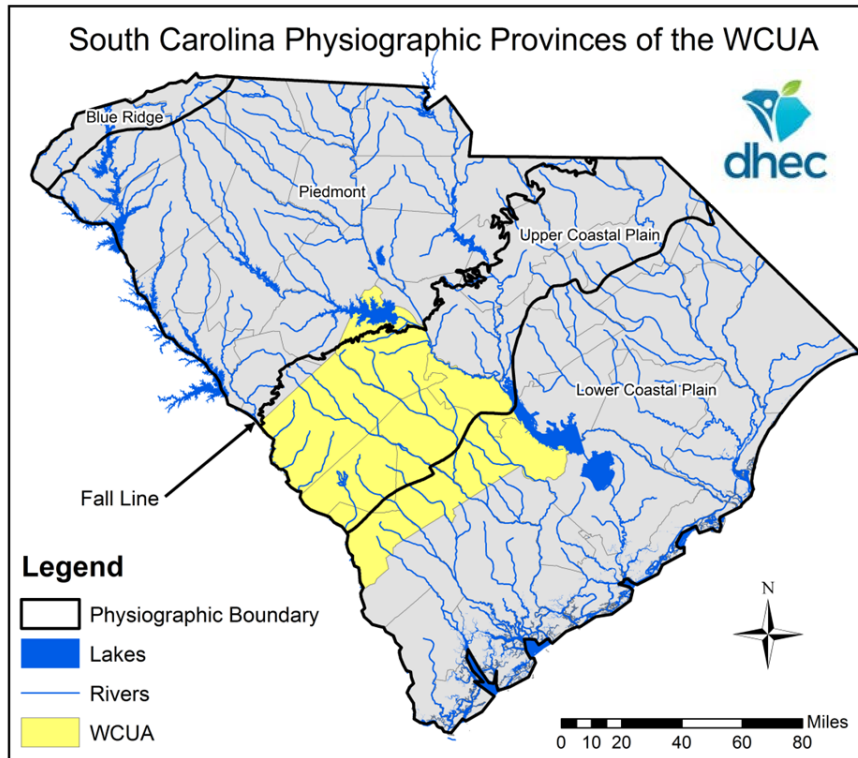 South Carolina Physiographic Provinces of the WCUA
dhec
Blue Ridge
Piedmont
Upper Coastal Plain
Lower Coastal Plain
Fall Line
Legend
Physiographic Boundary
Lakes
Rivers
WCUA
N
Miles
0 10 20 40 60 80